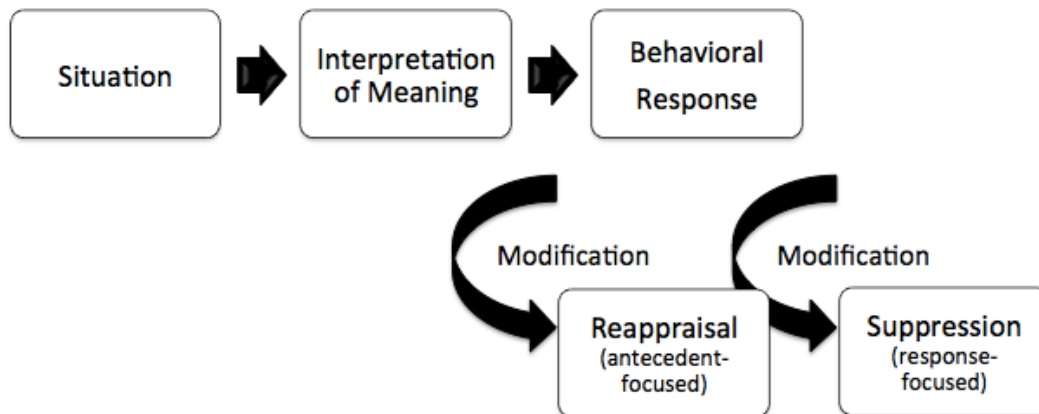 Situation
Interpretation
of Meaning
Behavioral
Response
Modification
Modification
Reappraisal
(antecedent-
focused)
Suppression
(response-
focused)